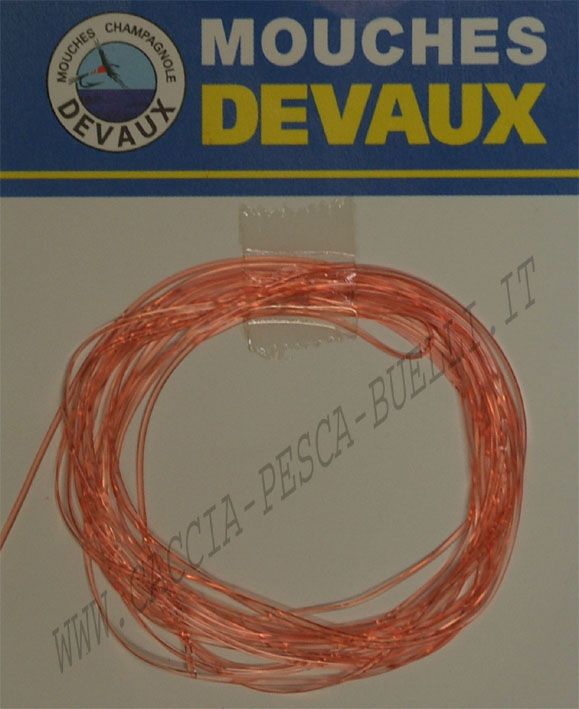 MOUCHES CHAMPAGNOLE
DEVAUX
MOUCHES
DEVAUX
WWW.CACCIA-PESCA-BUELLI.IT